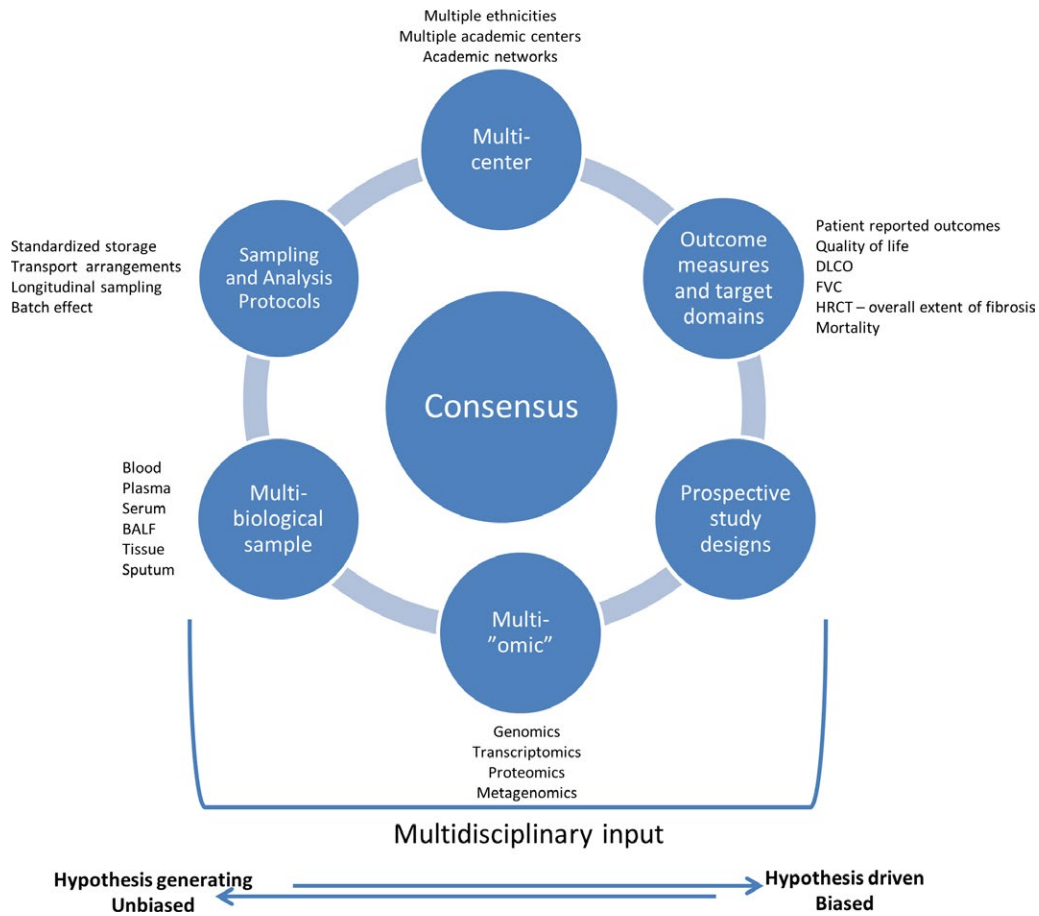 Multiple ethnicities
Multiple academic centers
Academic networks
Multi-
center
Outcome
measures
and target
domains
Patient reported outcomes
Quality of life
DLCO
FVC
HRCT – overall extent of fibrosis
Mortality
Sampling
and Analysis
Protocols
Standardized storage
Transport arrangements
Longitudinal sampling
Batch effect
Consensus
Prospective
study
designs
Multi-
biological
sample
Blood
Plasma
Serum
BALF
Tissue
Sputum
Multi-
”omic”
Genomics
Transcriptomics
Proteomics
Metagenomics
Multidisciplinary input
Hypothesis generating
Unbiased
Hypothesis driven
Biased